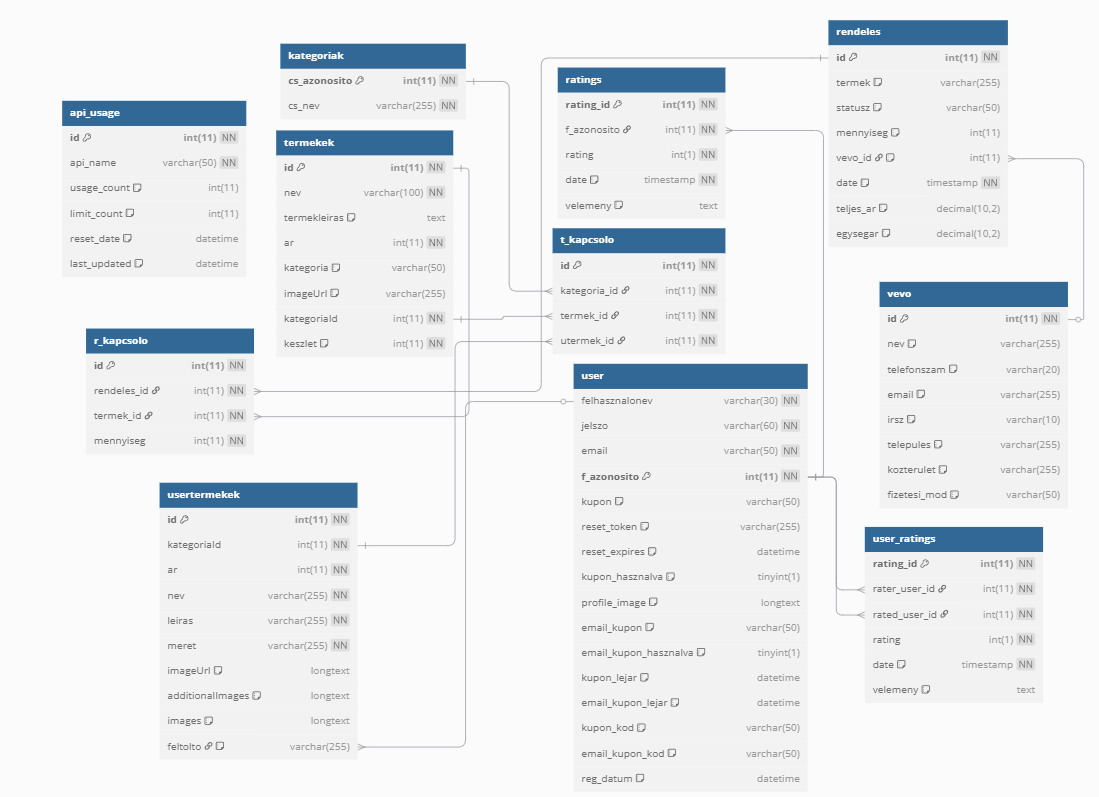 kategoriak
cs_azonosito int(11) NN
cs_nev varchar(255) NN
api_usage
id int(11) NN
api_name varchar(50) NN
usage_count int(11)
limit_count int(11)
reset_date datetime
last_updated datetime
termekek
id int(11) NN
nev varchar(100) NN
termekleiras text
ar int(11) NN
kategoria varchar(50)
imageUrl varchar(255)
kategoriaId int(11) NN
keszlet int(11) NN
ratings
rating_id int(11) NN
f_azonosito int(11) NN
rating int(1) NN
date timestamp NN
velemeny text
rendeles
id int(11) NN
termek varchar(255)
statusz varchar(50)
mennyiseg int(11)
vevo_id int(11)
date timestamp NN
teljes_ar decimal(10,2)
egysegar decimal(10,2)
t_kapcsolo
id int(11) NN
kategoria_id int(11) NN
termek_id int(11) NN
utermek_id int(11) NN
vevo
id int(11) NN
nev varchar(255)
telefonszam varchar(20)
email varchar(255)
irsz varchar(10)
telepules varchar(255)
kozterulet varchar(255)
fizetesi_mod varchar(50)
r_kapcsolo
id int(11) NN
rendeles_id int(11) NN
termek_id int(11) NN
mennyiseg int(11) NN
user
felhasznalonev varchar(30) NN
jelszo varchar(60) NN
email varchar(50) NN
f_azonosito int(11) NN
kupon varchar(50)
reset_token varchar(255)
reset_expires datetime
kupon_hasznalva tinyint(1)
profile_image longtext
email_kupon varchar(50)
email_kupon_hasznalva tinyint(1)
kupon_lejar datetime
email_kupon_lejar datetime
kupon_kod varchar(50)
email_kupon_kod varchar(50)
reg_datum datetime
usertermekek
id int(11) NN
kategoriaId int(11) NN
ar int(11) NN
nev varchar(255) NN
leiras varchar(255) NN
meret varchar(255) NN
imageUrl longtext
additionalImages longtext
images longtext
feltolto varchar(255)
user_ratings
rating_id int(11) NN
rater_user_id int(11) NN
rated_user_id int(11) NN
rating int(1) NN
date timestamp NN
velemeny text